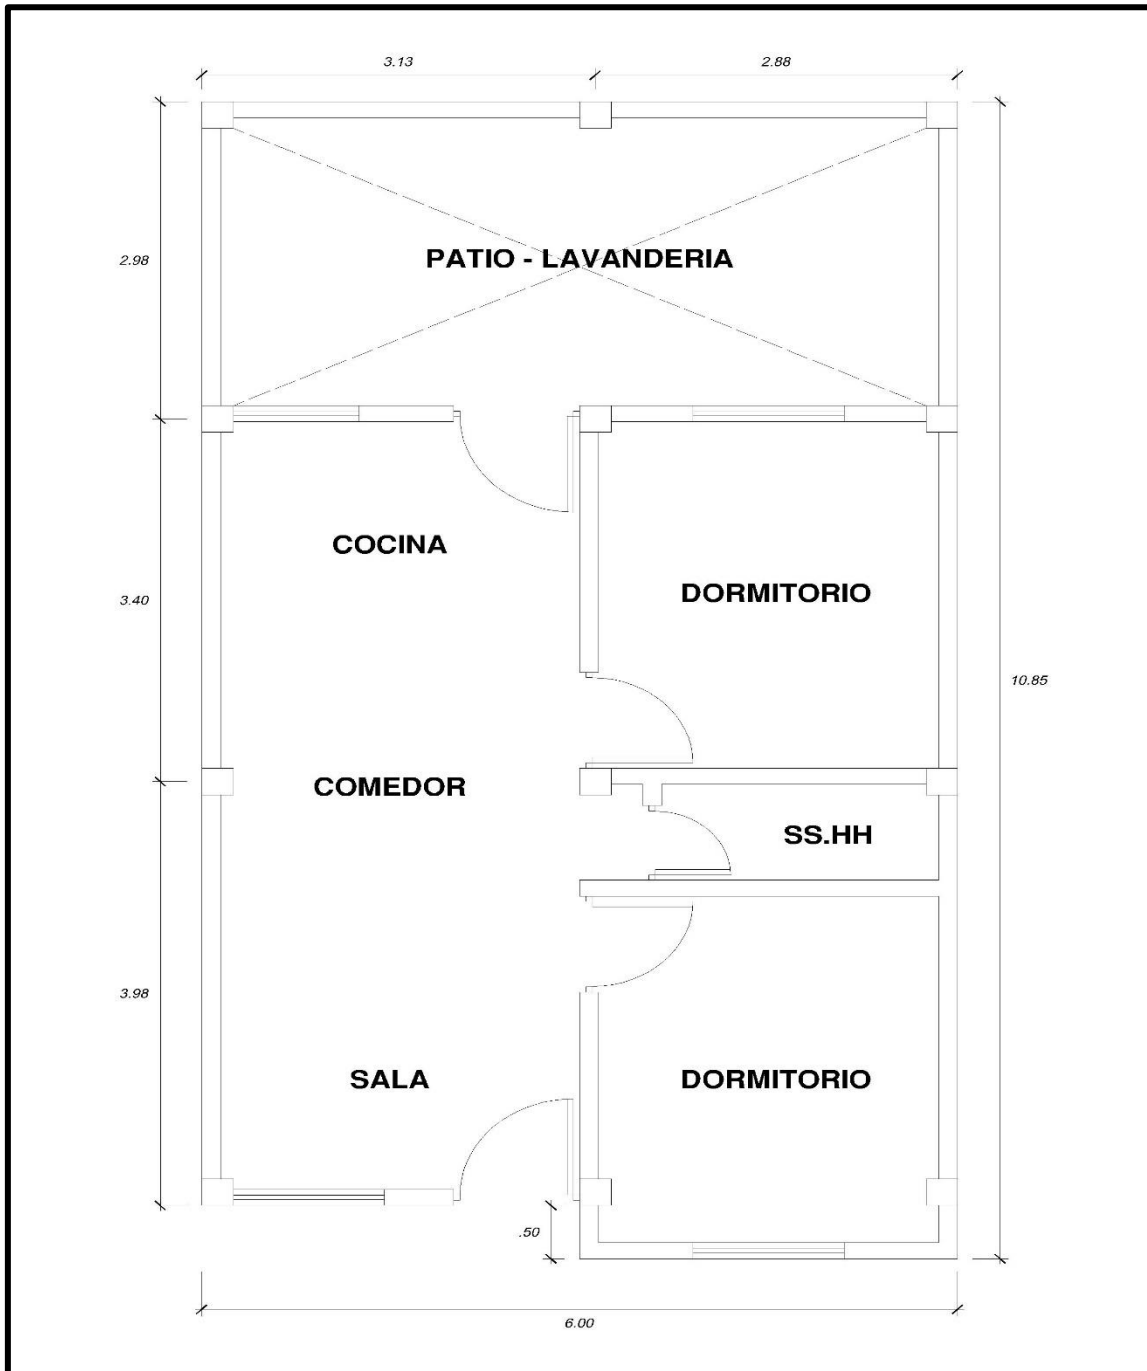 3.13
2.88
2.98
PATIO - LAVANDERIA
COCINA
DORMITORIO
3.40
10.85
COMEDOR
SS.HH
3.98
SALA
DORMITORIO
.50
6.00